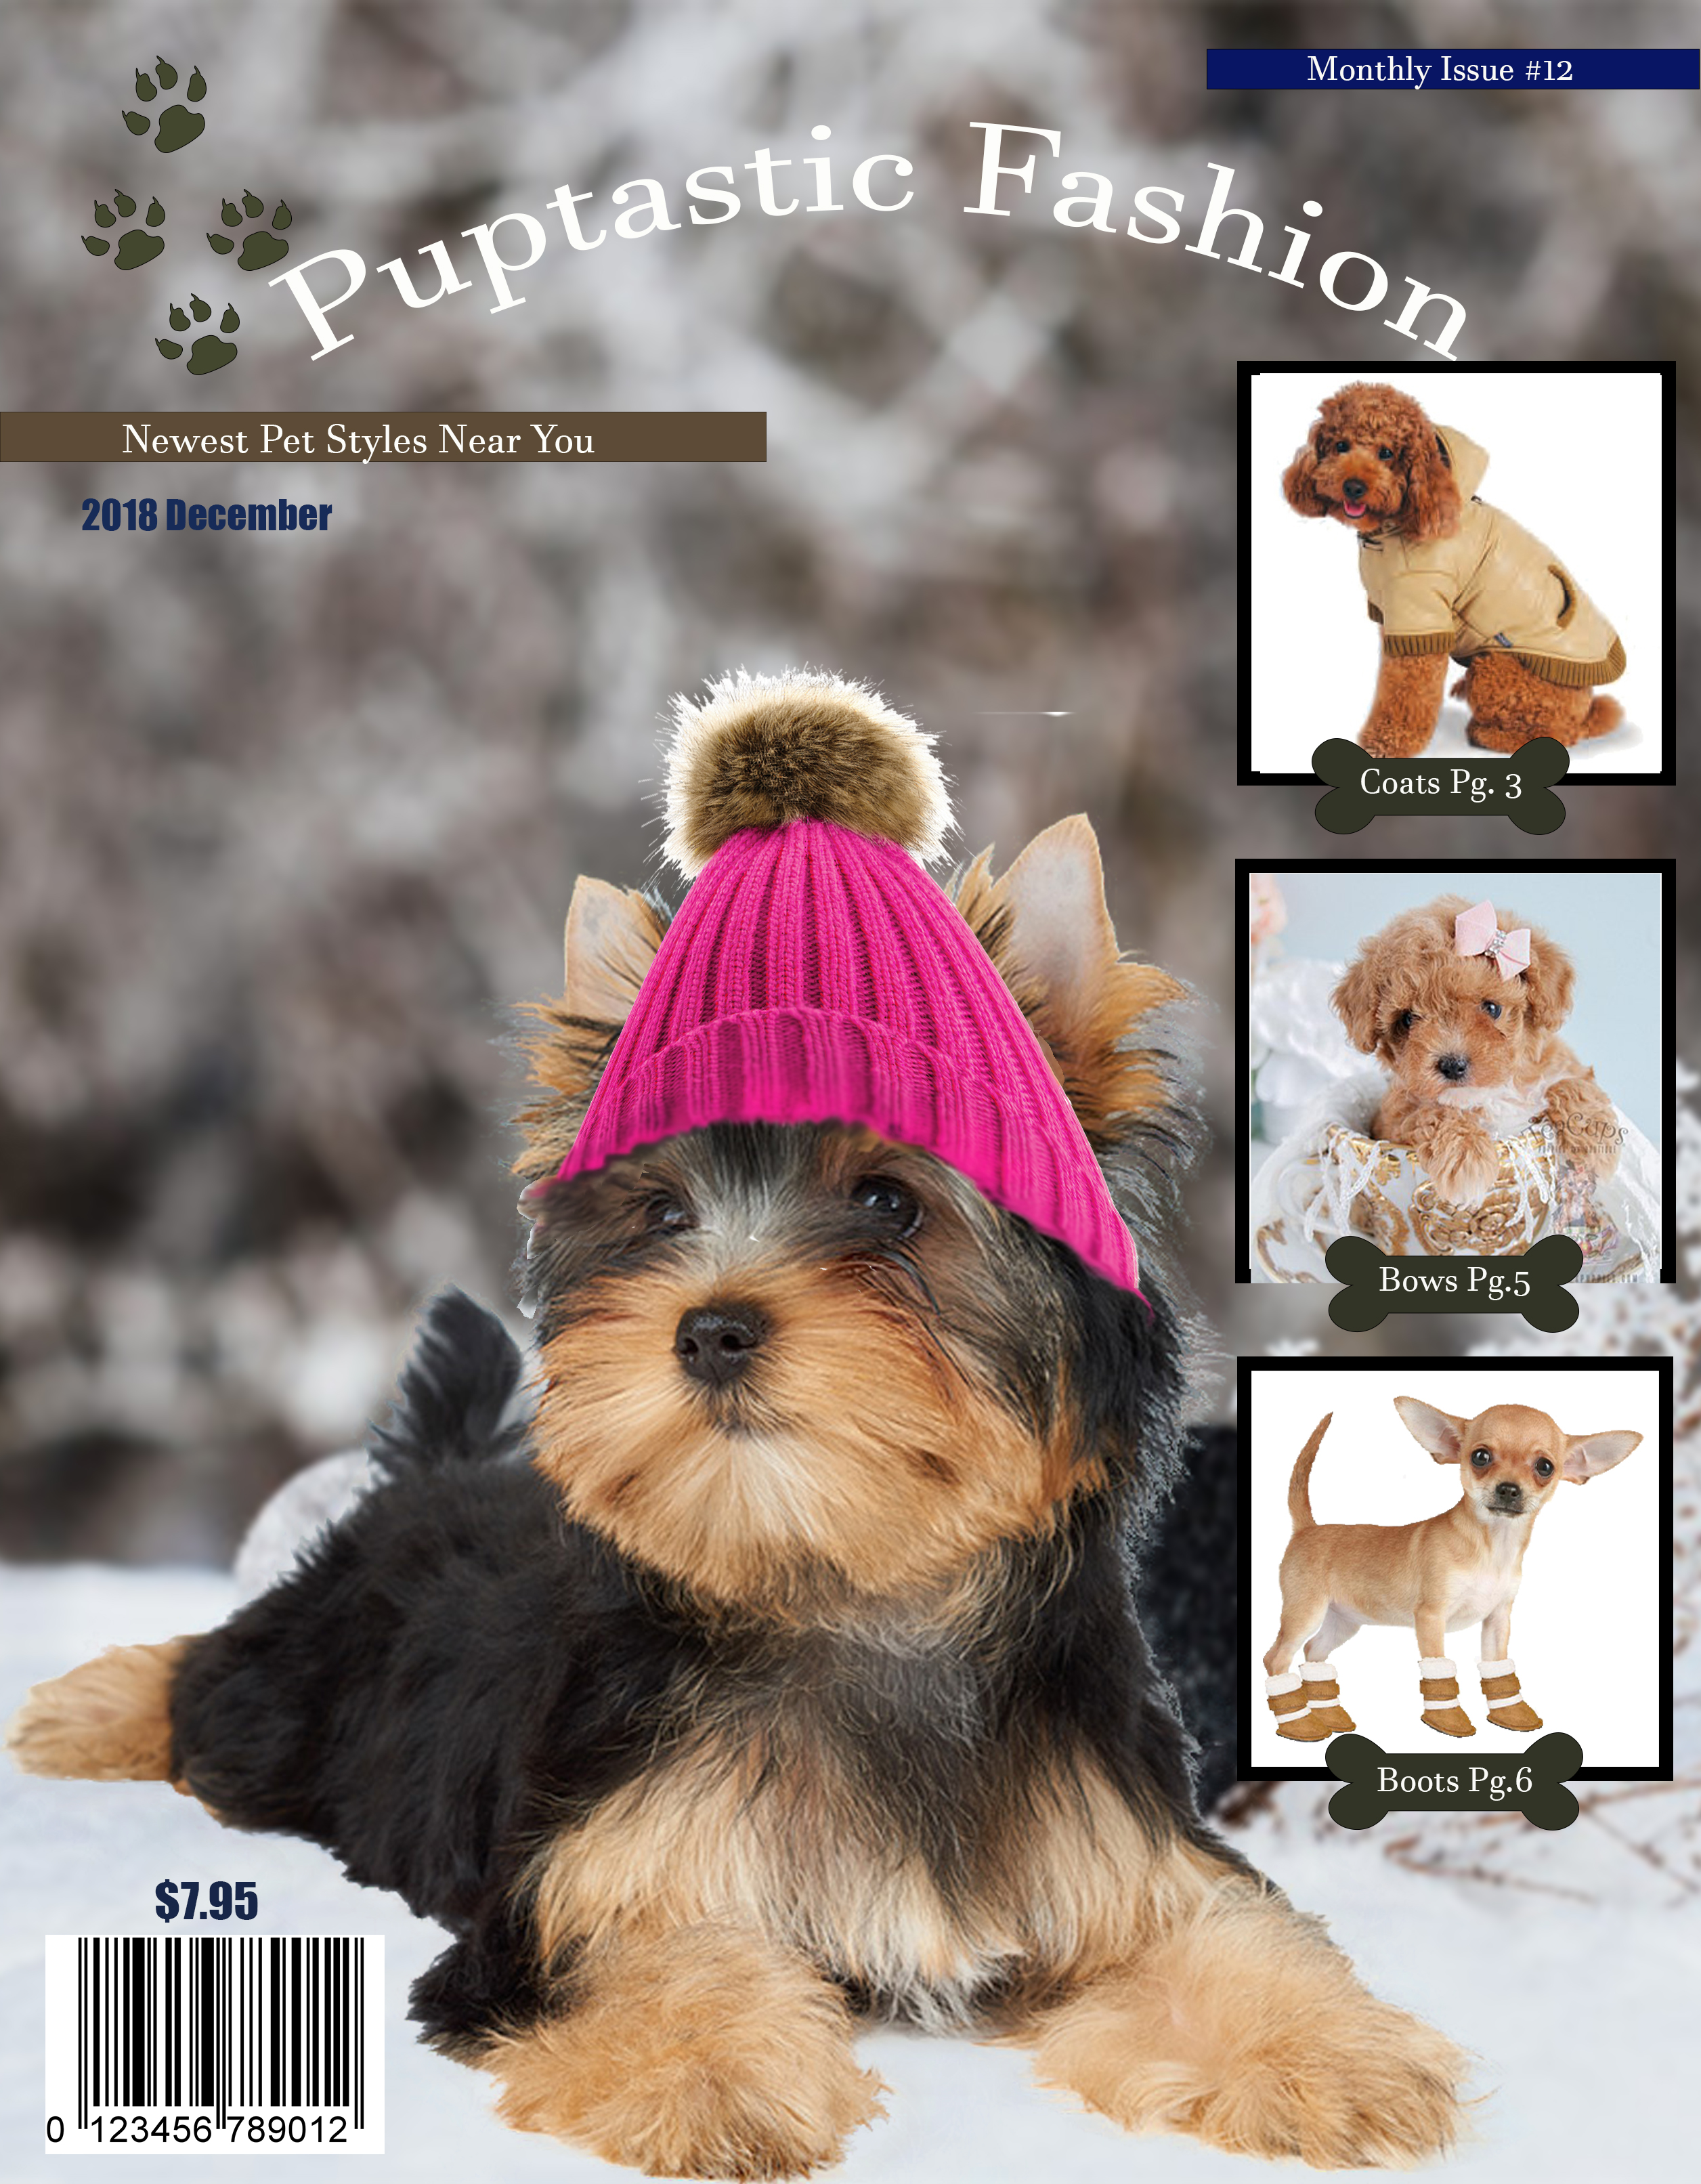 Monthly Issue #12
Puptastic Fashion
Newest Pet Styles Near You
2018 December
Coats Pg. 3
Bows Pg.5
Boots Pg.6
$7.95
0 123456 789012